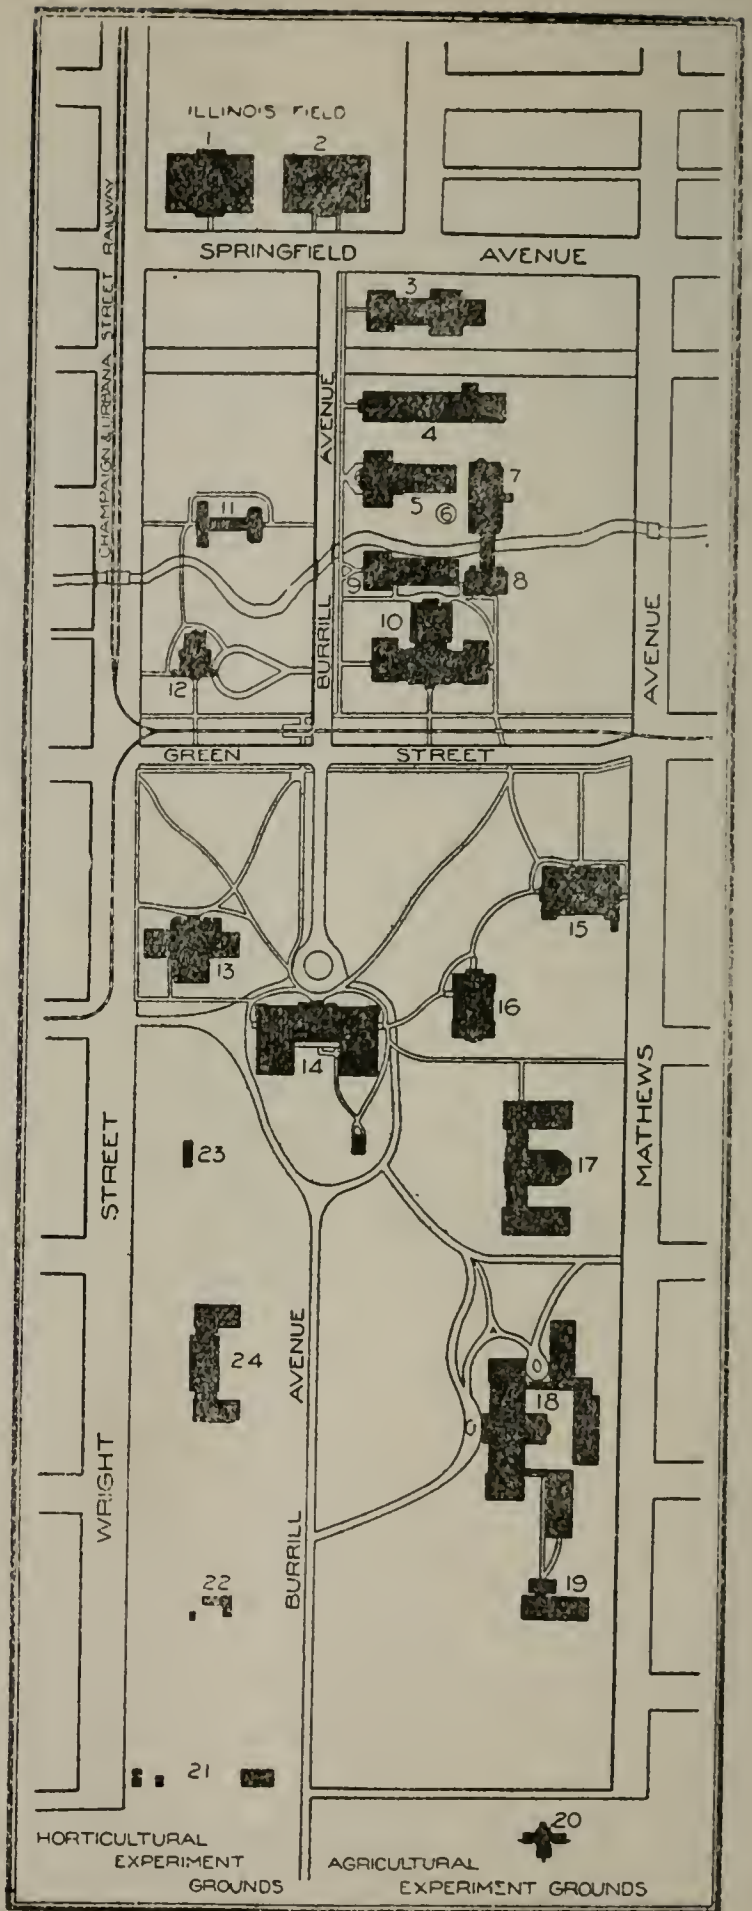 ILLINOIS FIELD
1
2
CHAMPAIGN & URBANA STREET RAILWAY
SPRINGFIELD AVENUE
3
AVENUE
4
7
5
6
11
8
9
10
BURRILL
AVENUE
12
GREEN STREET
15
13
16
14
MATHEWS
STREET
23
17
AVENUE
24
18
WRIGHT
BURRILL
19
22
21
20
HORTICULTURAL
EXPERIMENT
GROUNDS
AGRICULTURAL
EXPERIMENT GROUNDS